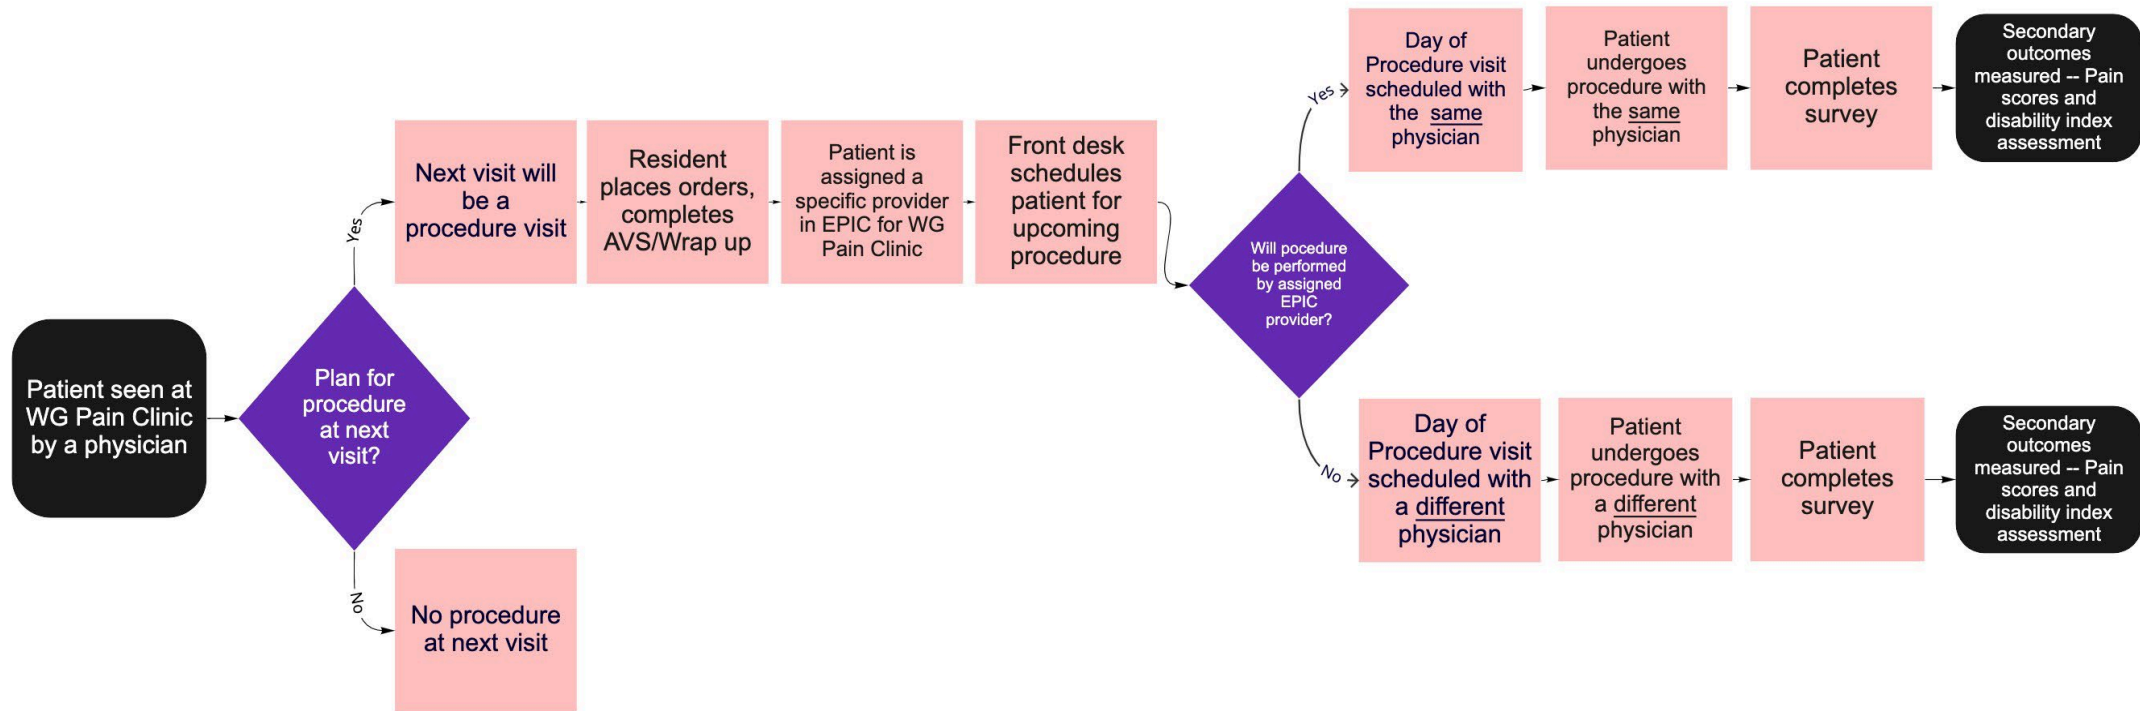 Patient seen at
WG Pain Clinic
by a physician
Plan for
procedure
at next
visit?
Yes
Next visit will
be a
procedure visit
Resident
places orders,
completes
AVS/Wrap up
Patient is
assigned a
specific provider
in EPIC for WG
Pain Clinic
Front desk
schedules
patient for
upcoming
procedure
No
No procedure
at next visit
Will pocedure
be performed
by assigned
EPIC
provider?
Yes
Day of
Procedure visit
scheduled with
the same
physician
Patient
undergoes
procedure with
the same
physician
Patient
completes
survey
Secondary
outcomes
measured -- Pain
scores and
disability index
assessment
No
Day of
Procedure visit
scheduled with
a different
physician
Patient
undergoes
procedure with
a different
physician
Patient
completes
survey
Secondary
outcomes
measured -- Pain
scores and
disability index
assessment